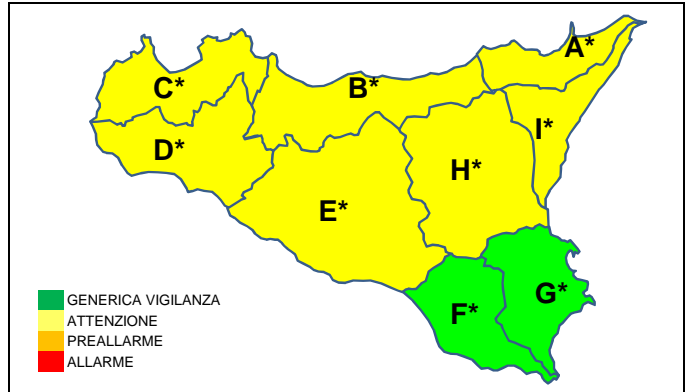 A*
C*
B*
I*
D*
H*
E*
G*
F*
GENERICA VIGILANZA
ATTENZIONE
PREALLARME
ALLARME